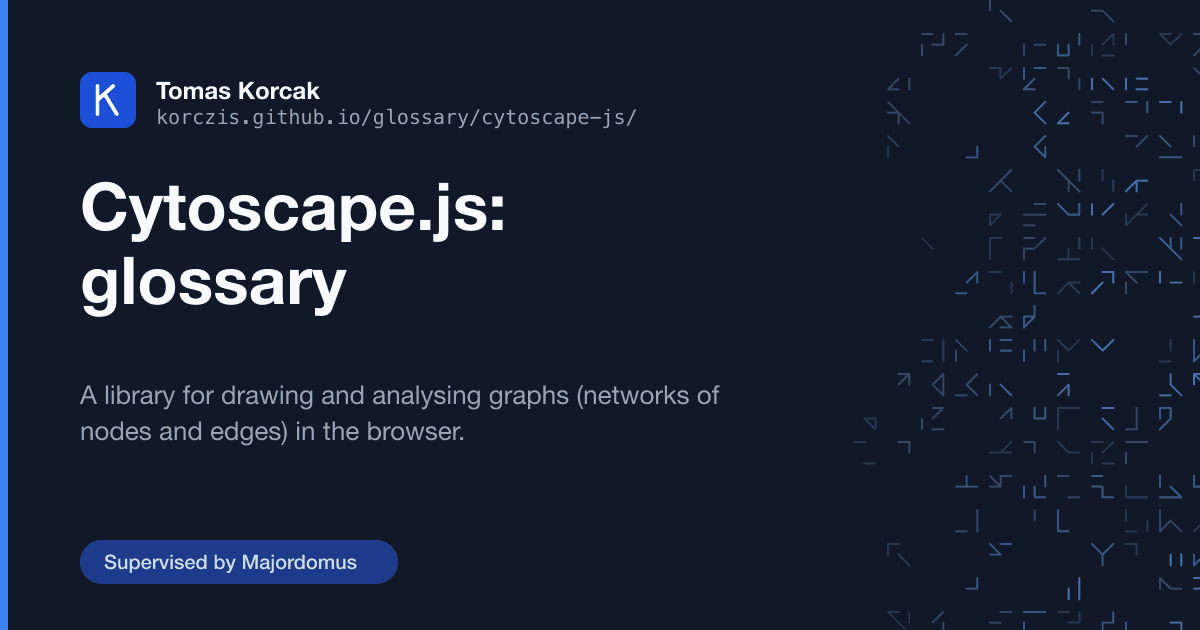 K
Tomas Korcak
korczis.github.io/glossary/cytoscape-js/
Cytoscape.js:
glossary
A library for drawing and analysing graphs (networks of
nodes and edges) in the browser.
Supervised by Majordomus